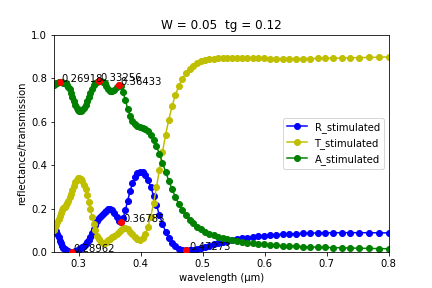 W = 0.05  tg = 0.12
1.0
0.8
0.6
0.4
0.2
0.0
reflectance/transmission
0.26918
0.33256
0.36433
0.28962
0.47273
R_stimulated
T_stimulated
A_stimulated
0.3
0.4
0.5
0.6
0.7
0.8
wavelength (μm)